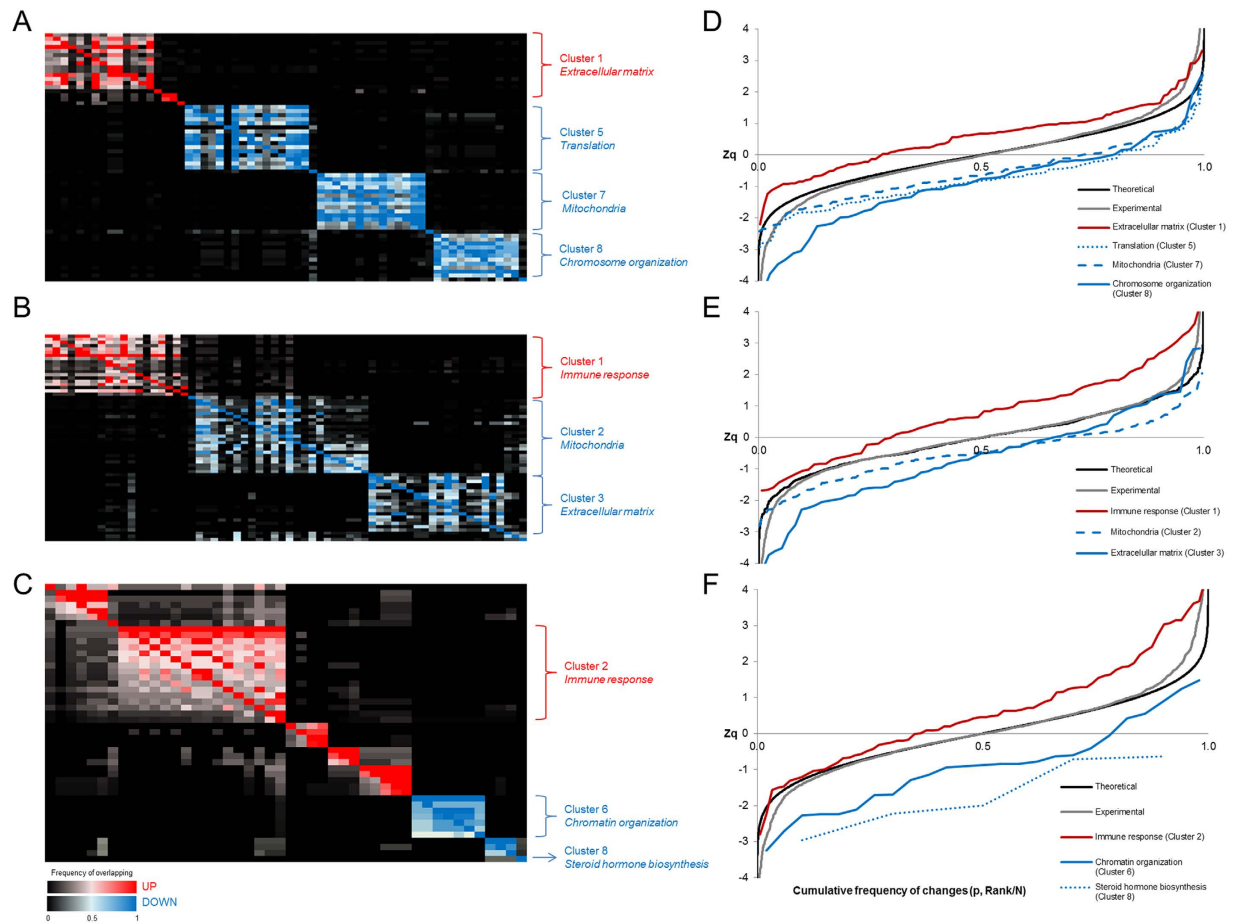 A
Cluster 1
Extracellular matrix
Cluster 5
Translation
Cluster 7
Mitochondria
Cluster 8
Chromosome organization
B
Cluster 1
Immune response
Cluster 2
Mitochondria
Cluster 3
Extracellular matrix
C
Cluster 2
Immune response
Cluster 6
Chromatin organization
Cluster 8
Steroid hormone biosynthesis
Frequency of overlapping
UP
DOWN
0 0.5 1
D
4
3
2
1
Zq 0
0.0 0.5 1.0
-1
-2
-3
-4
Theoretical
Experimental
Extracellular matrix (Cluster 1)
Translation (Cluster 5)
Mitochondria (Cluster 7)
Chromosome organization
(Cluster 8)
E
4
3
2
1
Zq 0
0.0 0.5 1.0
-1
-2
-3
-4
Theoretical
Experimental
Immune response (Cluster 1)
Mitochondria (Cluster 2)
Extracellular matrix (Cluster 3)
F
4
3
2
1
Zq 0
0.0 0.5 1.0
-1
-2
-3
-4
Theoretical
Experimental
Immune response (Cluster 2)
Chromatin organization
(Cluster 6)
Steroid hormone biosynthesis
(Cluster 8)
Cumulative frequency of changes (p, Rank/N)